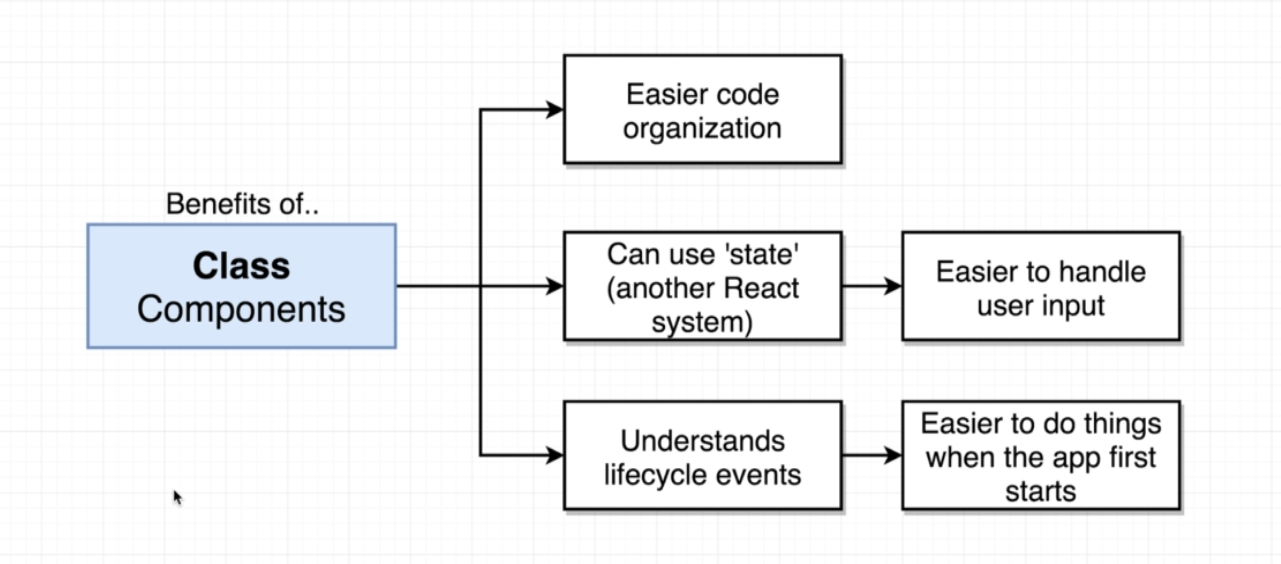 Benefits of..
Class
Components
Easier code
organization
Can use 'state'
(another React
system)
Easier to handle
user input
Understands
lifecycle events
Easier to do things
when the app first
starts